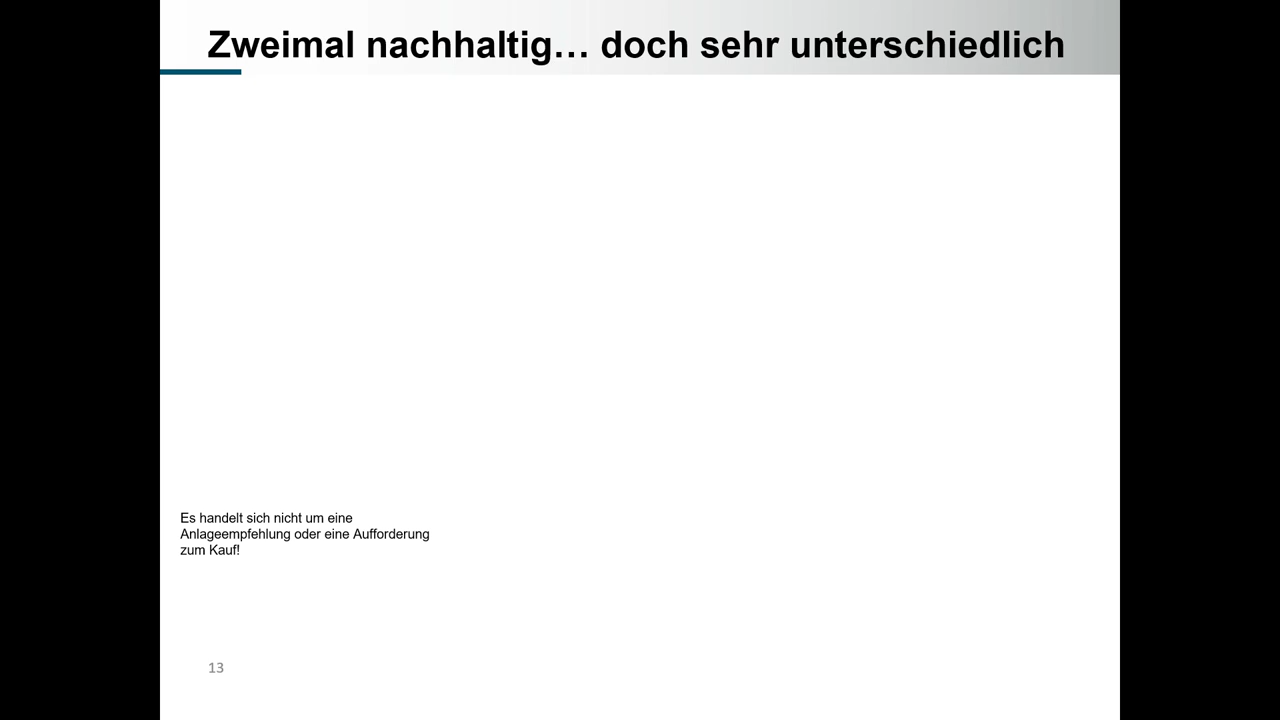 Zweimal nachhaltig… doch sehr unterschiedlich
Es handelt sich nicht um eine
Anlageempfehlung oder eine Aufforderung
zum Kauf!
13